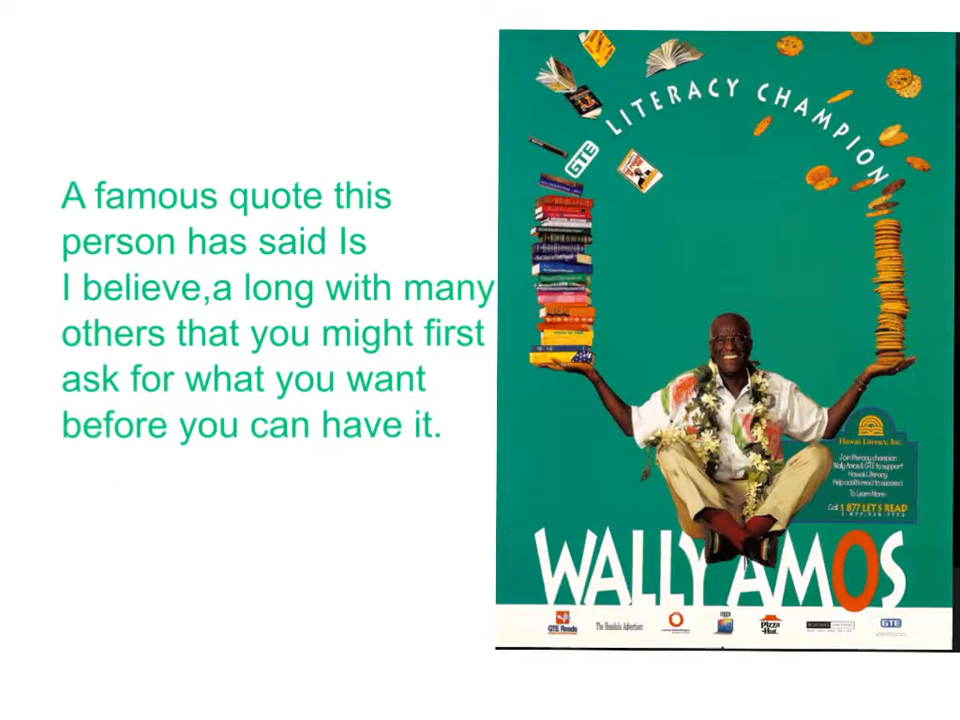 A famous quote this
person has said Is
I believe,a long with many
others that you might first
ask for what you want
before you can have it.
LITERACY CHAMPION
GTE
Hawaii Literacy, Inc.
Join literacy champion
Wally Amos & GTE to support
Hawaii Literacy
Help adults read to succeed
To Learn More:
Call 1 877 LET'S READ
WALLY AMOS
GTE Reads
The Honolulu Advertiser
GTE
Pizza
Hut
GTE